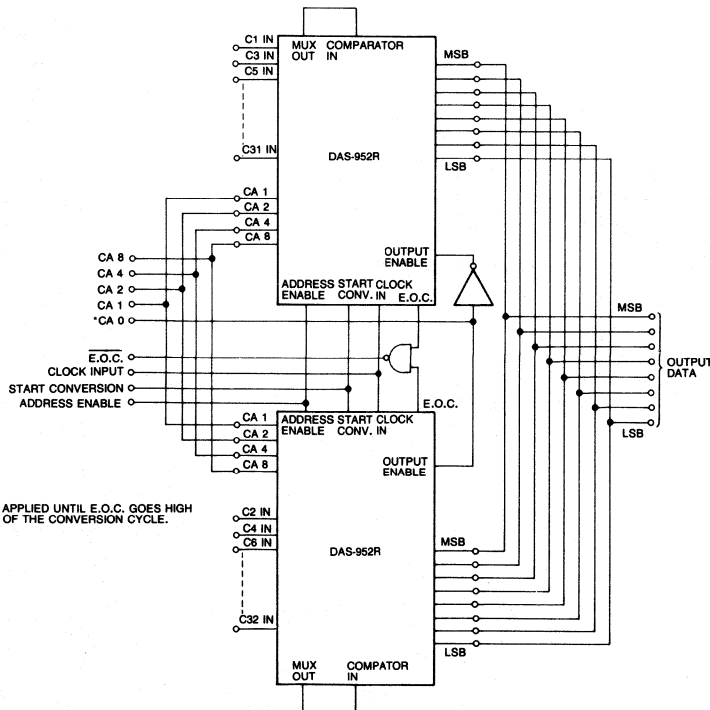 C1 IN
C3 IN
C5 IN
C31 IN
MUX OUT
COMPARATOR IN
MSB
DAS-952R
LSB
CA 1
CA 2
CA 4
CA 8
OUTPUT ENABLE
ADDRESS ENABLE
START CONV.
CLOCK IN
E.O.C.
CA 8
CA 4
CA 2
CA 1
*CA 0
E.O.C.
CLOCK INPUT
START CONVERSION
ADDRESS ENABLE
MSB
OUTPUT DATA
LSB
E.O.C.
CA 1
CA 2
CA 4
CA 8
ADDRESS ENABLE
START CONV.
CLOCK IN
OUTPUT ENABLE
APPLIED UNTIL E.O.C. GOES HIGH
OF THE CONVERSION CYCLE.
C2 IN
C4 IN
C6 IN
C32 IN
DAS-952R
MSB
LSB
MUX OUT
COMPATOR IN